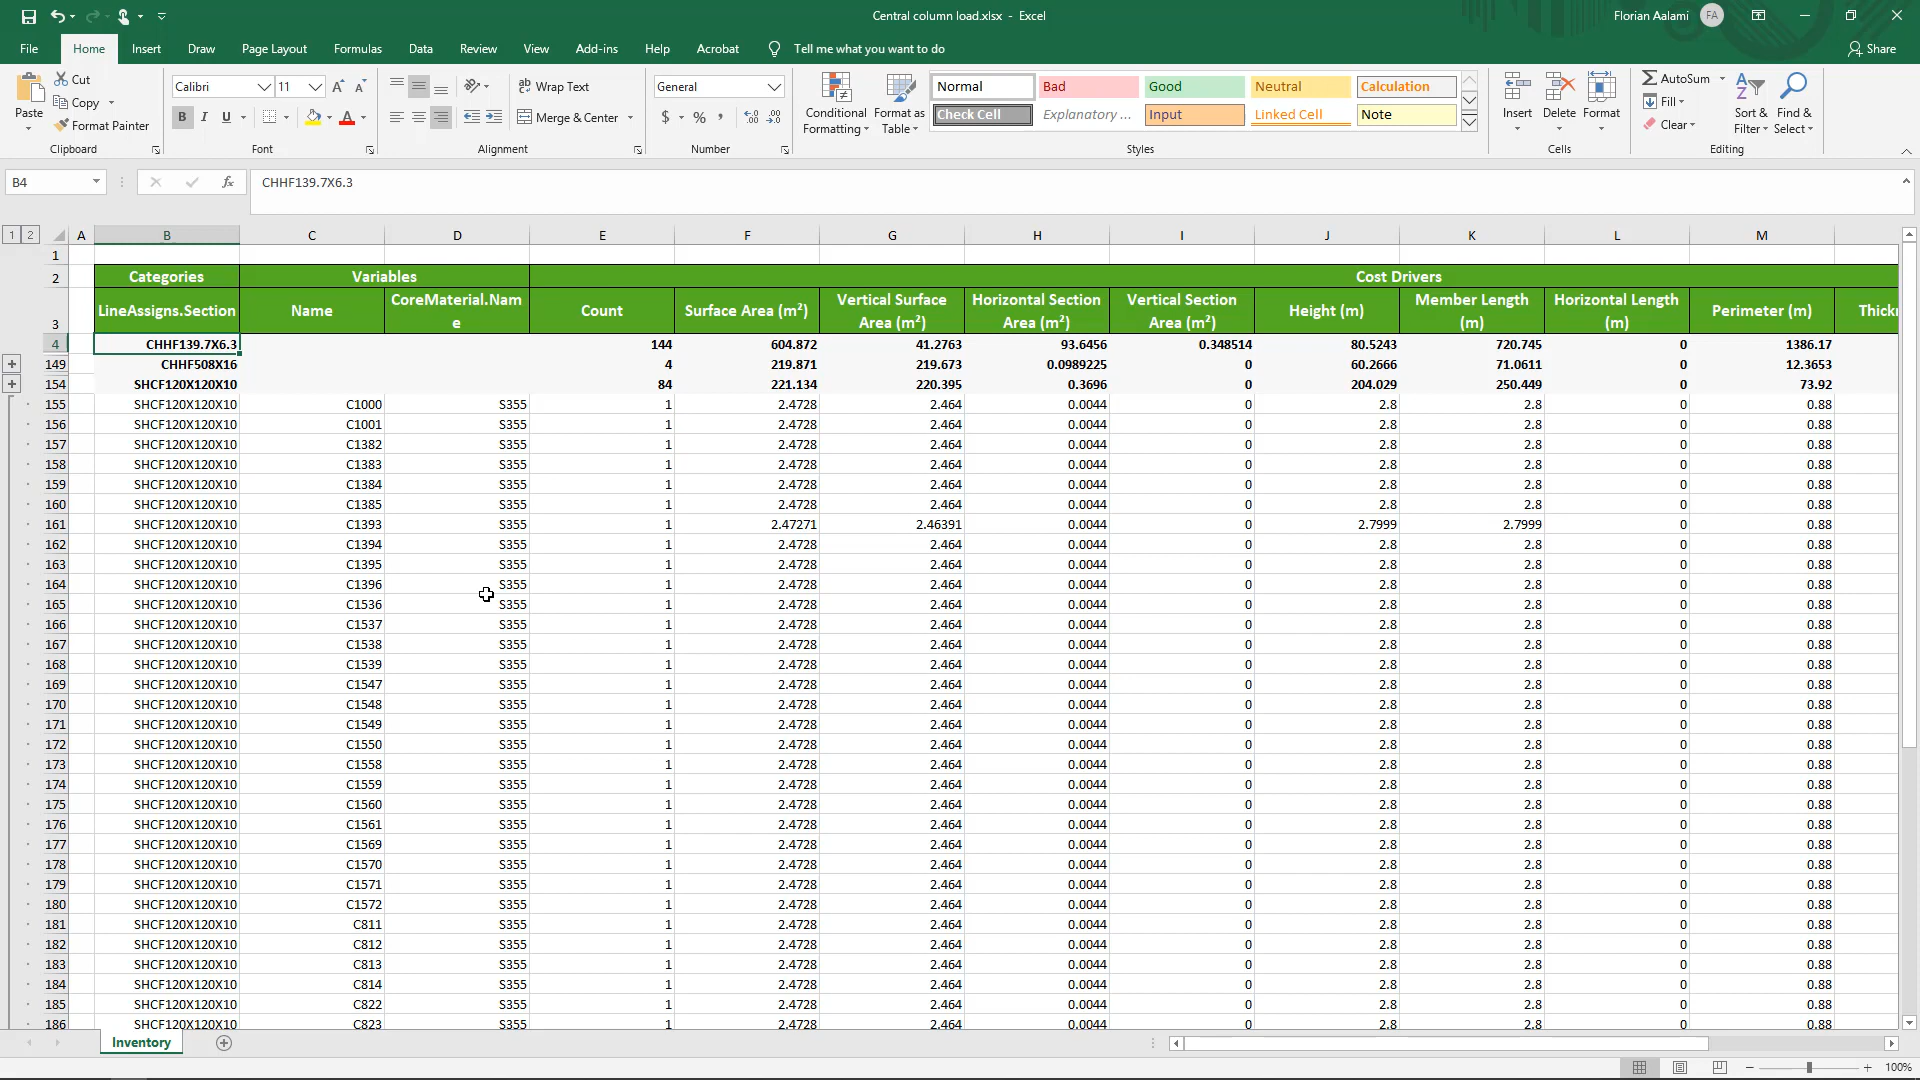 Central column load.xlsx - Excel
Florian Aalami FA
File Home Insert Draw Page Layout Formulas Data Review View Add-ins Help Acrobat Tell me what you want to do Share
Paste Cut Copy Format Painter Clipboard
Calibri 11 B I U Font
Wrap Text Merge & Center Alignment
General $ % Number
Conditional Formatting Format as Table
Normal Bad Good Neutral Calculation
Check Cell Explanatory ... Input Linked Cell Note
Styles
Insert Delete Format Cells
AutoSum Fill Clear Sort & Filter Find & Select Editing
B4 fx CHHF139.7X6.3
1 2 A B C D E F G H I J K L M
1
2 Categories Variables Cost Drivers
3 LineAssigns.Section Name CoreMaterial.Name Count Surface Area (m²) Vertical Surface Area (m²) Horizontal Section Area (m²) Vertical Section Area (m²) Height (m) Member Length (m) Horizontal Length (m) Perimeter (m) Thickn
4 CHHF139.7X6.3 144 604.872 41.2763 93.6456 0.348514 80.5243 720.745 0 1386.17
149 CHHF508X16 4 219.871 219.673 0.0989225 0 60.2666 71.0611 0 12.3653
154 SHCF120X120X10 84 221.134 220.395 0.3696 0 204.029 250.449 0 73.92
155 SHCF120X120X10 C1000 S355 1 2.4728 2.464 0.0044 0 2.8 2.8 0 0.88
156 SHCF120X120X10 C1001 S355 1 2.4728 2.464 0.0044 0 2.8 2.8 0 0.88
157 SHCF120X120X10 C1382 S355 1 2.4728 2.464 0.0044 0 2.8 2.8 0 0.88
158 SHCF120X120X10 C1383 S355 1 2.4728 2.464 0.0044 0 2.8 2.8 0 0.88
159 SHCF120X120X10 C1384 S355 1 2.4728 2.464 0.0044 0 2.8 2.8 0 0.88
160 SHCF120X120X10 C1385 S355 1 2.4728 2.464 0.0044 0 2.8 2.8 0 0.88
161 SHCF120X120X10 C1393 S355 1 2.47271 2.46391 0.0044 0 2.7999 2.7999 0 0.88
162 SHCF120X120X10 C1394 S355 1 2.4728 2.464 0.0044 0 2.8 2.8 0 0.88
163 SHCF120X120X10 C1395 S355 1 2.4728 2.464 0.0044 0 2.8 2.8 0 0.88
164 SHCF120X120X10 C1396 S355 1 2.4728 2.464 0.0044 0 2.8 2.8 0 0.88
165 SHCF120X120X10 C1536 S355 1 2.4728 2.464 0.0044 0 2.8 2.8 0 0.88
166 SHCF120X120X10 C1537 S355 1 2.4728 2.464 0.0044 0 2.8 2.8 0 0.88
167 SHCF120X120X10 C1538 S355 1 2.4728 2.464 0.0044 0 2.8 2.8 0 0.88
168 SHCF120X120X10 C1539 S355 1 2.4728 2.464 0.0044 0 2.8 2.8 0 0.88
169 SHCF120X120X10 C1547 S355 1 2.4728 2.464 0.0044 0 2.8 2.8 0 0.88
170 SHCF120X120X10 C1548 S355 1 2.4728 2.464 0.0044 0 2.8 2.8 0 0.88
171 SHCF120X120X10 C1549 S355 1 2.4728 2.464 0.0044 0 2.8 2.8 0 0.88
172 SHCF120X120X10 C1550 S355 1 2.4728 2.464 0.0044 0 2.8 2.8 0 0.88
173 SHCF120X120X10 C1558 S355 1 2.4728 2.464 0.0044 0 2.8 2.8 0 0.88
174 SHCF120X120X10 C1559 S355 1 2.4728 2.464 0.0044 0 2.8 2.8 0 0.88
175 SHCF120X120X10 C1560 S355 1 2.4728 2.464 0.0044 0 2.8 2.8 0 0.88
176 SHCF120X120X10 C1561 S355 1 2.4728 2.464 0.0044 0 2.8 2.8 0 0.88
177 SHCF120X120X10 C1569 S355 1 2.4728 2.464 0.0044 0 2.8 2.8 0 0.88
178 SHCF120X120X10 C1570 S355 1 2.4728 2.464 0.0044 0 2.8 2.8 0 0.88
179 SHCF120X120X10 C1571 S355 1 2.4728 2.464 0.0044 0 2.8 2.8 0 0.88
180 SHCF120X120X10 C1572 S355 1 2.4728 2.464 0.0044 0 2.8 2.8 0 0.88
181 SHCF120X120X10 C811 S355 1 2.4728 2.464 0.0044 0 2.8 2.8 0 0.88
182 SHCF120X120X10 C812 S355 1 2.4728 2.464 0.0044 0 2.8 2.8 0 0.88
183 SHCF120X120X10 C813 S355 1 2.4728 2.464 0.0044 0 2.8 2.8 0 0.88
184 SHCF120X120X10 C814 S355 1 2.4728 2.464 0.0044 0 2.8 2.8 0 0.88
185 SHCF120X120X10 C822 S355 1 2.4728 2.464 0.0044 0 2.8 2.8 0 0.88
186 SHCF120X120X10 C823 S355 1 2.4728 2.464 0.0044 0 2.8 2.8 0 0.88
Inventory
100%